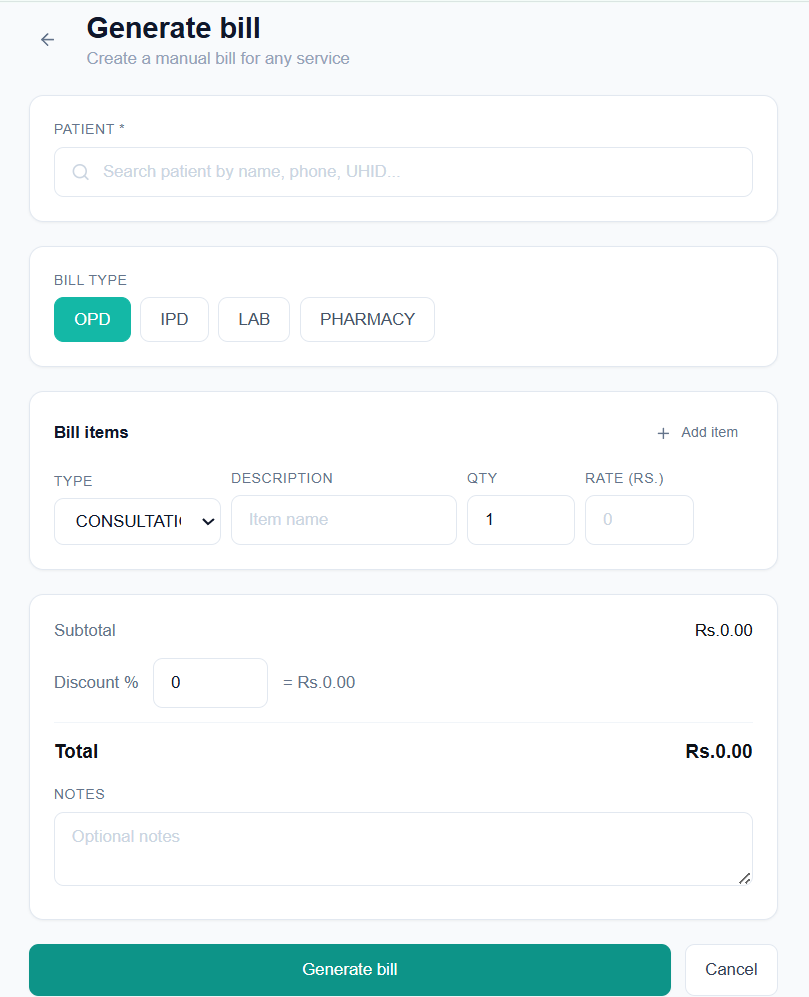 Generate bill
Create a manual bill for any service
PATIENT *
Search patient by name, phone, UHID...
BILL TYPE
OPD IPD LAB PHARMACY
Bill items + Add item
TYPE DESCRIPTION QTY RATE (RS.)
CONSULTATI Item name 1 0
Subtotal Rs.0.00
Discount % 0 = Rs.0.00
Total Rs.0.00
NOTES
Optional notes
Generate bill Cancel